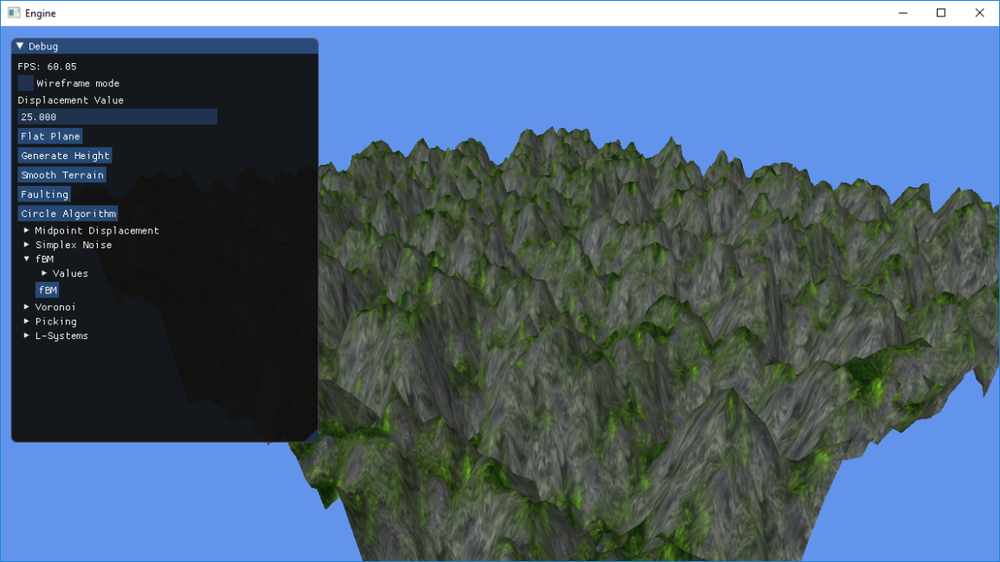 Engine
Debug
FPS: 60.05
Wireframe mode
Displacement Value
25.000
Flat Plane
Generate Height
Smooth Terrain
Faulting
Circle Algorithm
Midpoint Displacement
Simplex Noise
fBM
Values
fBM
Voronoi
Picking
L-Systems